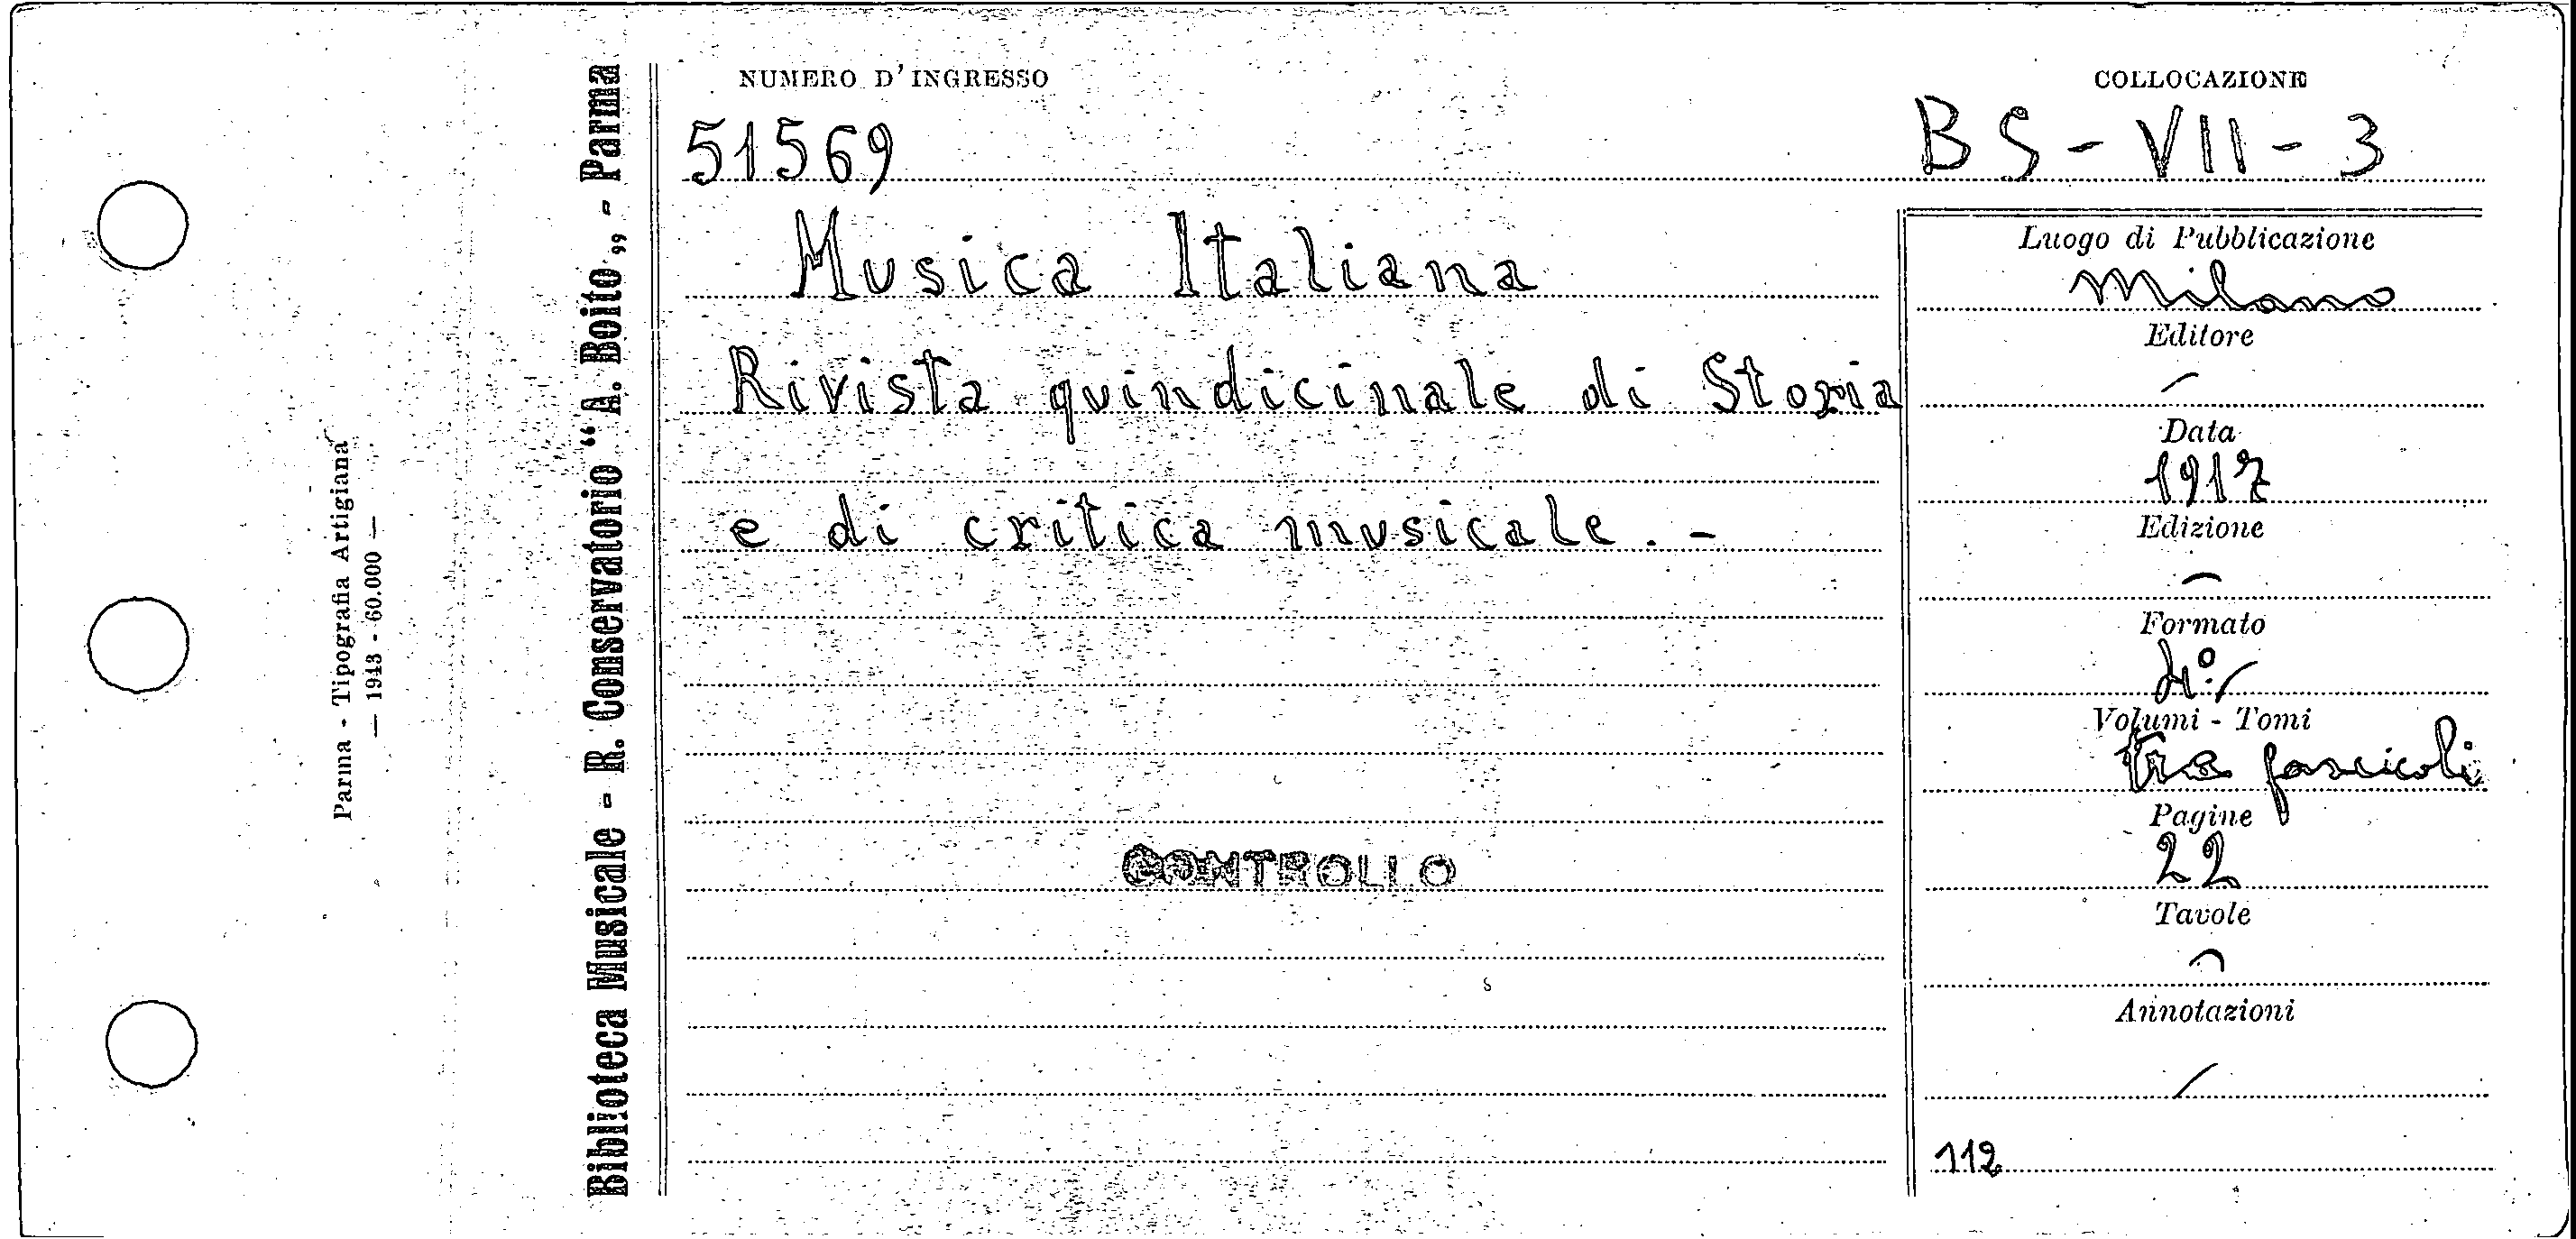 NUMERO D'INGRESSO
51569
COLLOCAZIONE
BS - VII - 3
Musica Italiana
Rivista quindicinale di Storia
e di critica musicale. -
CONTROLLO
Luogo di Pubblicazione
Milano
Editore
Data
1917
Edizione
Formato
4º
Volumi - Tomi
tre fascicoli
Pagine
22
Tavole
Annotazioni
112
Biblioteca Musicale - R. Conservatorio “A. Boito„ - Parma
Parma - Tipografia Artigiana
— 1943 - 60.000 —